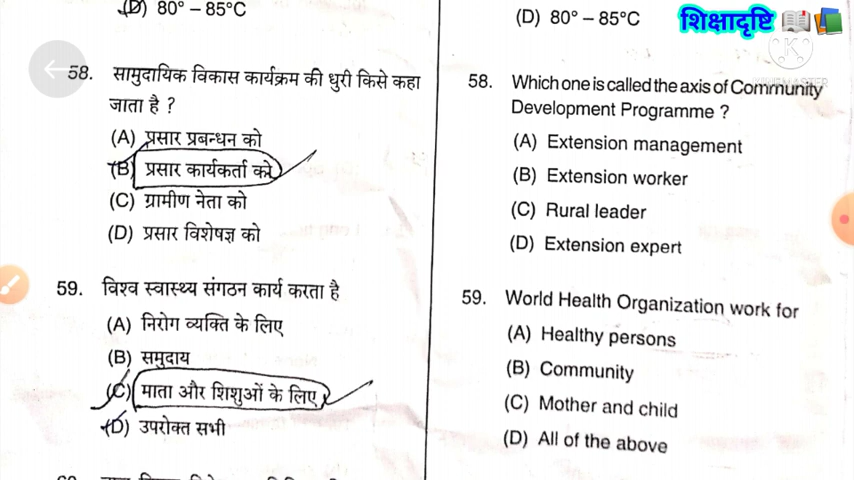 (D) 80° – 85°C
58. सामुदायिक विकास कार्यक्रम की धुरी किसे कहा
जाता है ?
(A) प्रसार प्रबन्धन को
(B) प्रसार कार्यकर्ता को
(C) ग्रामीण नेता को
(D) प्रसार विशेषज्ञ को
59. विश्व स्वास्थ्य संगठन कार्य करता है
(A) निरोग व्यक्ति के लिए
(B) समुदाय
(C) माता और शिशुओं के लिए
(D) उपरोक्त सभी
(D) 80° – 85°C
शिक्षादृष्टि
KINEMASTER
58. Which one is called the axis of Community
Development Programme ?
(A) Extension management
(B) Extension worker
(C) Rural leader
(D) Extension expert
59. World Health Organization work for
(A) Healthy persons
(B) Community
(C) Mother and child
(D) All of the above